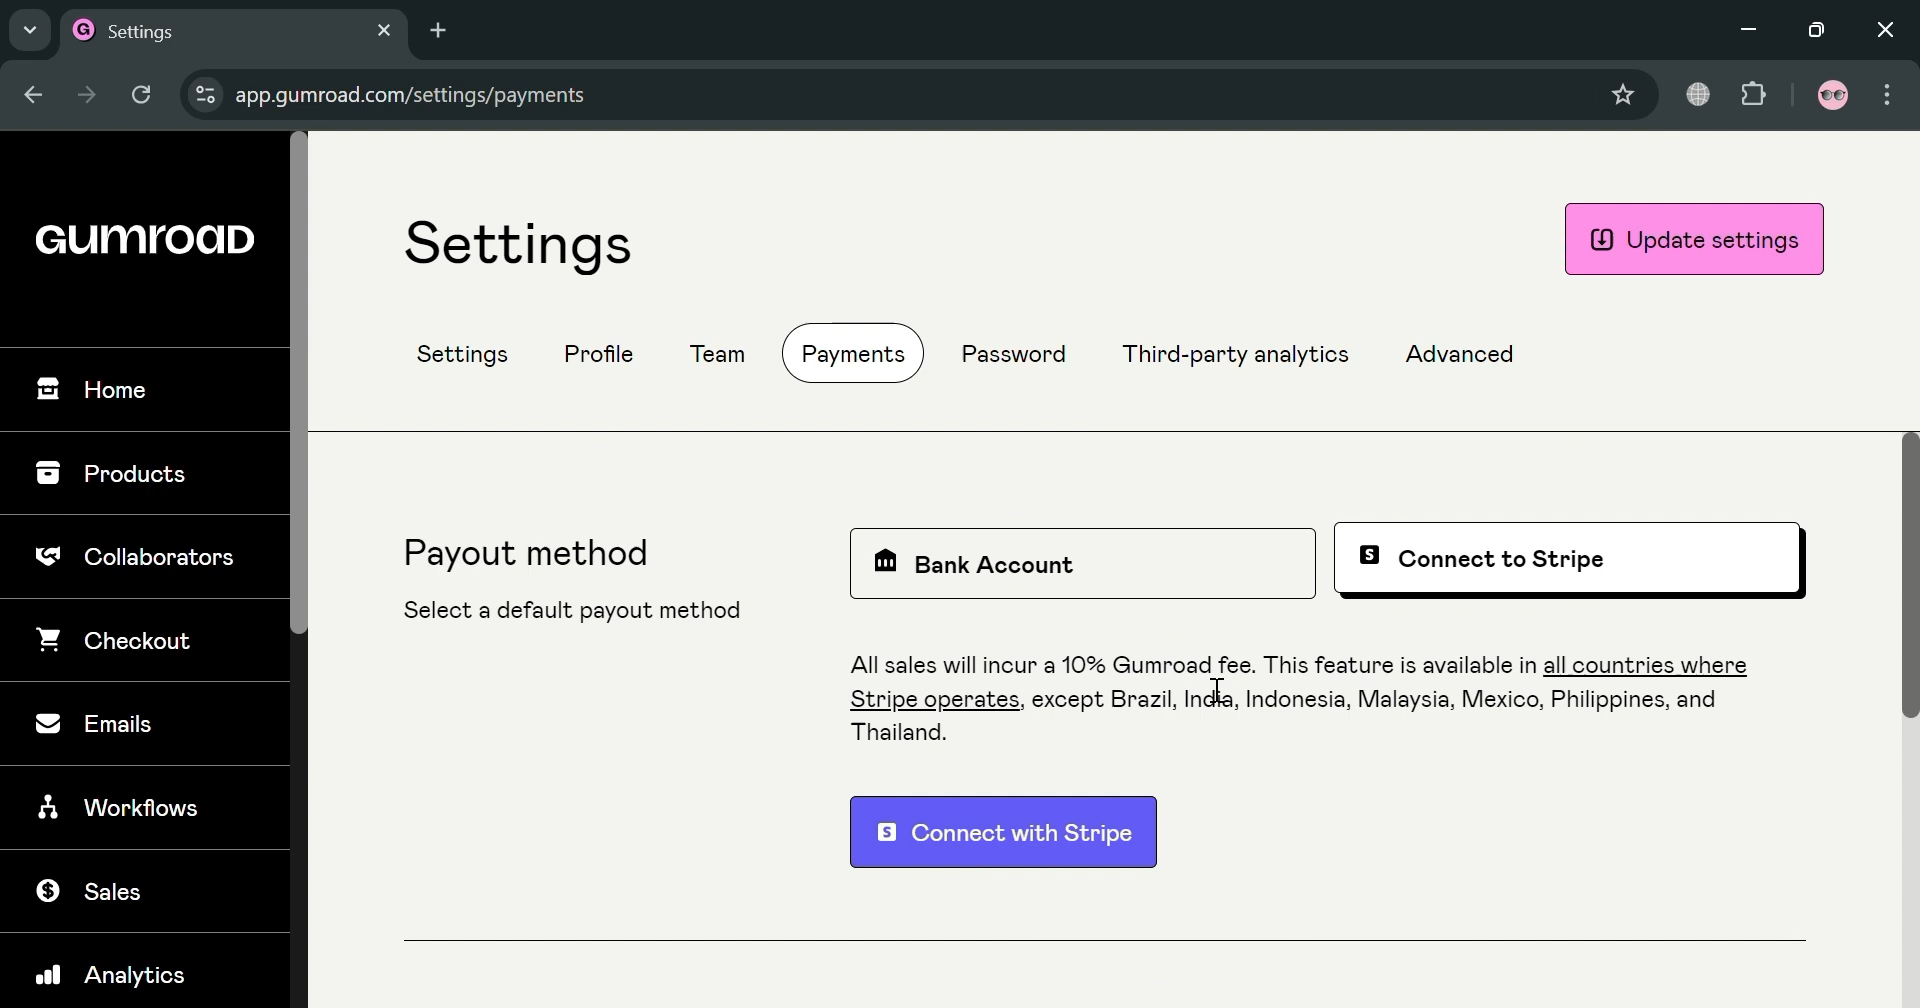 Settings
app.gumroad.com/settings/payments
GUMROAD
Settings
Update settings
Settings
Profile
Team
Payments
Password
Third-party analytics
Advanced
Home
Products
Collaborators
Checkout
Emails
Workflows
Sales
Analytics
Payout method
Select a default payout method
Bank Account
Connect to Stripe
All sales will incur a 10% Gumroad fee. This feature is available in all countries where
Stripe operates, except Brazil, India, Indonesia, Malaysia, Mexico, Philippines, and
Thailand.
Connect with Stripe